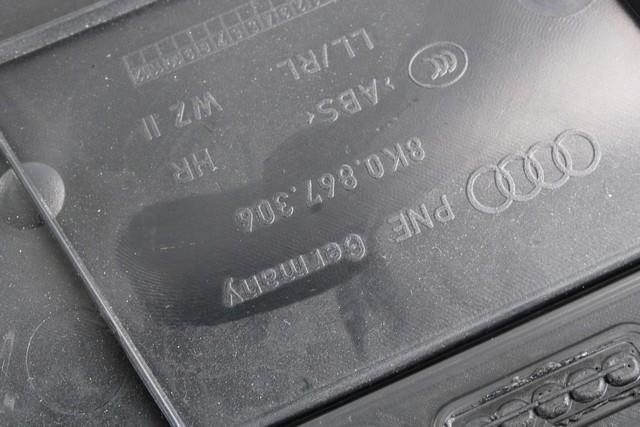 Germany PNE
8K0.867.306
HR >ABS<
WZ II LL/RL